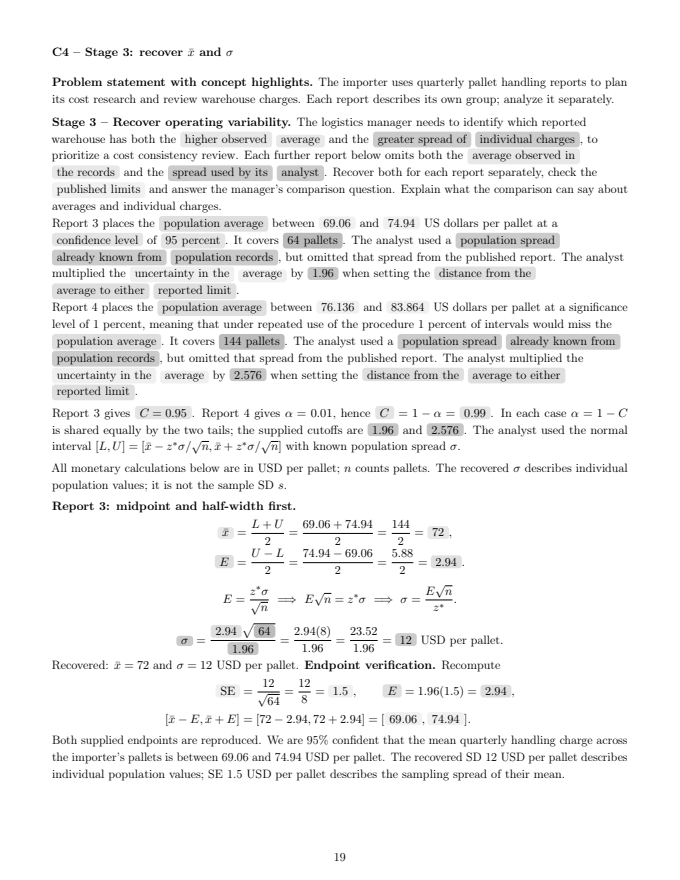 C4 – Stage 3: recover x̄ and σ
Problem statement with concept highlights. The importer uses quarterly pallet handling reports to plan
its cost research and review warehouse charges. Each report describes its own group; analyze it separately.
Stage 3 – Recover operating variability. The logistics manager needs to identify which reported
warehouse has both the higher observed average and the greater spread of individual charges, to
prioritize a cost consistency review. Each further report below omits both the average observed in
the records and the spread used by its analyst. Recover both for each report separately, check the
published limits and answer the manager's comparison question. Explain what the comparison can say about
averages and individual charges.
Report 3 places the population average between 69.06 and 74.94 US dollars per pallet at a
confidence level of 95 percent. It covers 64 pallets. The analyst used a population spread
already known from population records, but omitted that spread from the published report. The analyst
multiplied the uncertainty in the average by 1.96 when setting the distance from the
average to either reported limit.
Report 4 places the population average between 76.136 and 83.864 US dollars per pallet at a significance
level of 1 percent, meaning that under repeated use of the procedure 1 percent of intervals would miss the
population average. It covers 144 pallets. The analyst used a population spread already known from
population records, but omitted that spread from the published report. The analyst multiplied the
uncertainty in the average by 2.576 when setting the distance from the average to either
reported limit.
Report 3 gives C = 0.95. Report 4 gives α = 0.01, hence C = 1 − α = 0.99. In each case α = 1 − C
is shared equally by the two tails; the supplied cutoffs are 1.96 and 2.576. The analyst used the normal
interval [L, U] = [x̄ − z*σ/√n, x̄ + z*σ/√n] with known population spread σ.
All monetary calculations below are in USD per pallet; n counts pallets. The recovered σ describes individual
population values; it is not the sample SD s.
Report 3: midpoint and half-width first.
x̄ = (L + U)/2 = (69.06 + 74.94)/2 = 144/2 = 72,
E = (U − L)/2 = (74.94 − 69.06)/2 = 5.88/2 = 2.94.
E = z*σ/√n ⟹ E√n = z*σ ⟹ σ = E√n/z*.
σ = 2.94 √64/1.96 = 2.94(8)/1.96 = 23.52/1.96 = 12 USD per pallet.
Recovered: x̄ = 72 and σ = 12 USD per pallet. Endpoint verification. Recompute
SE = 12/√64 = 12/8 = 1.5, E = 1.96(1.5) = 2.94,
[x̄ − E, x̄ + E] = [72 − 2.94, 72 + 2.94] = [69.06, 74.94].
Both supplied endpoints are reproduced. We are 95% confident that the mean quarterly handling charge across
the importer's pallets is between 69.06 and 74.94 USD per pallet. The recovered SD 12 USD per pallet describes
individual population values; SE 1.5 USD per pallet describes the sampling spread of their mean.
19